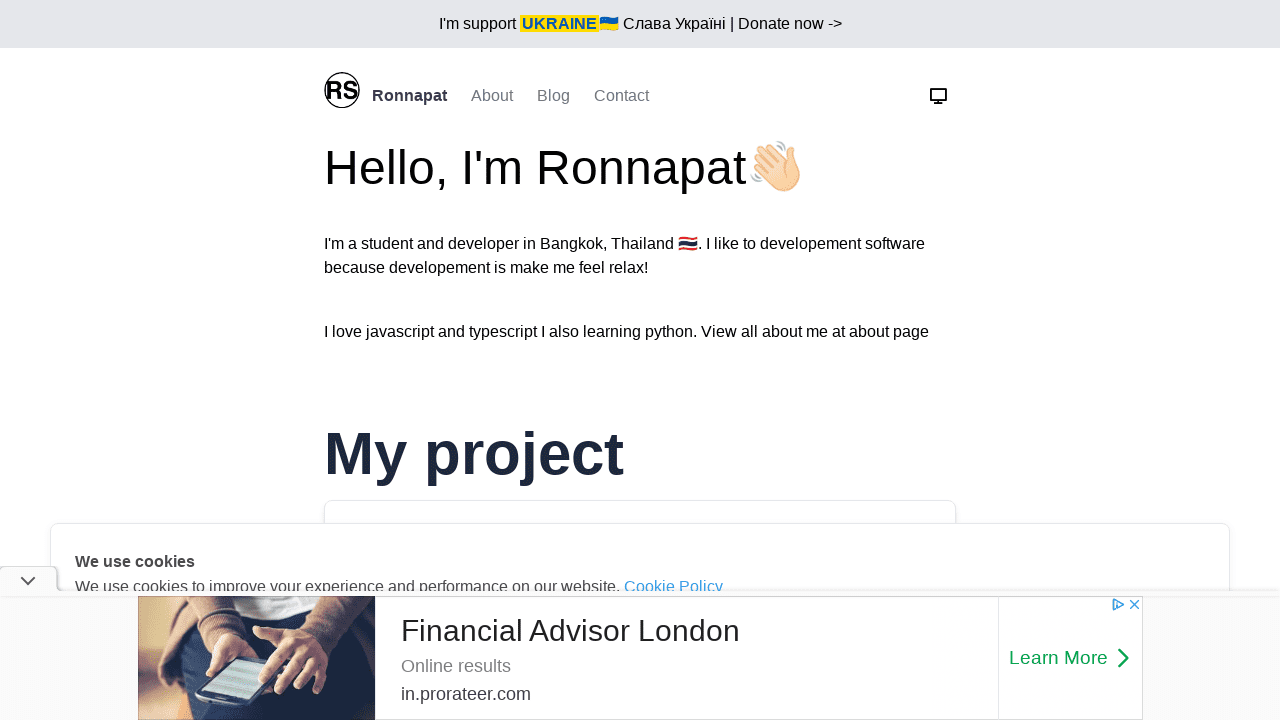 I'm support UKRAINE🇺🇦 Слава Україні | Donate now ->
RS
Ronnapat About Blog Contact
Hello, I'm Ronnapat👋🏻
I'm a student and developer in Bangkok, Thailand 🇹🇭. I like to developement software
because developement is make me feel relax!
I love javascript and typescript I also learning python. View all about me at about page
My project
We use cookies
We use cookies to improve your experience and performance on our website. Cookie Policy
Financial Advisor London
Online results
in.prorateer.com
Learn More